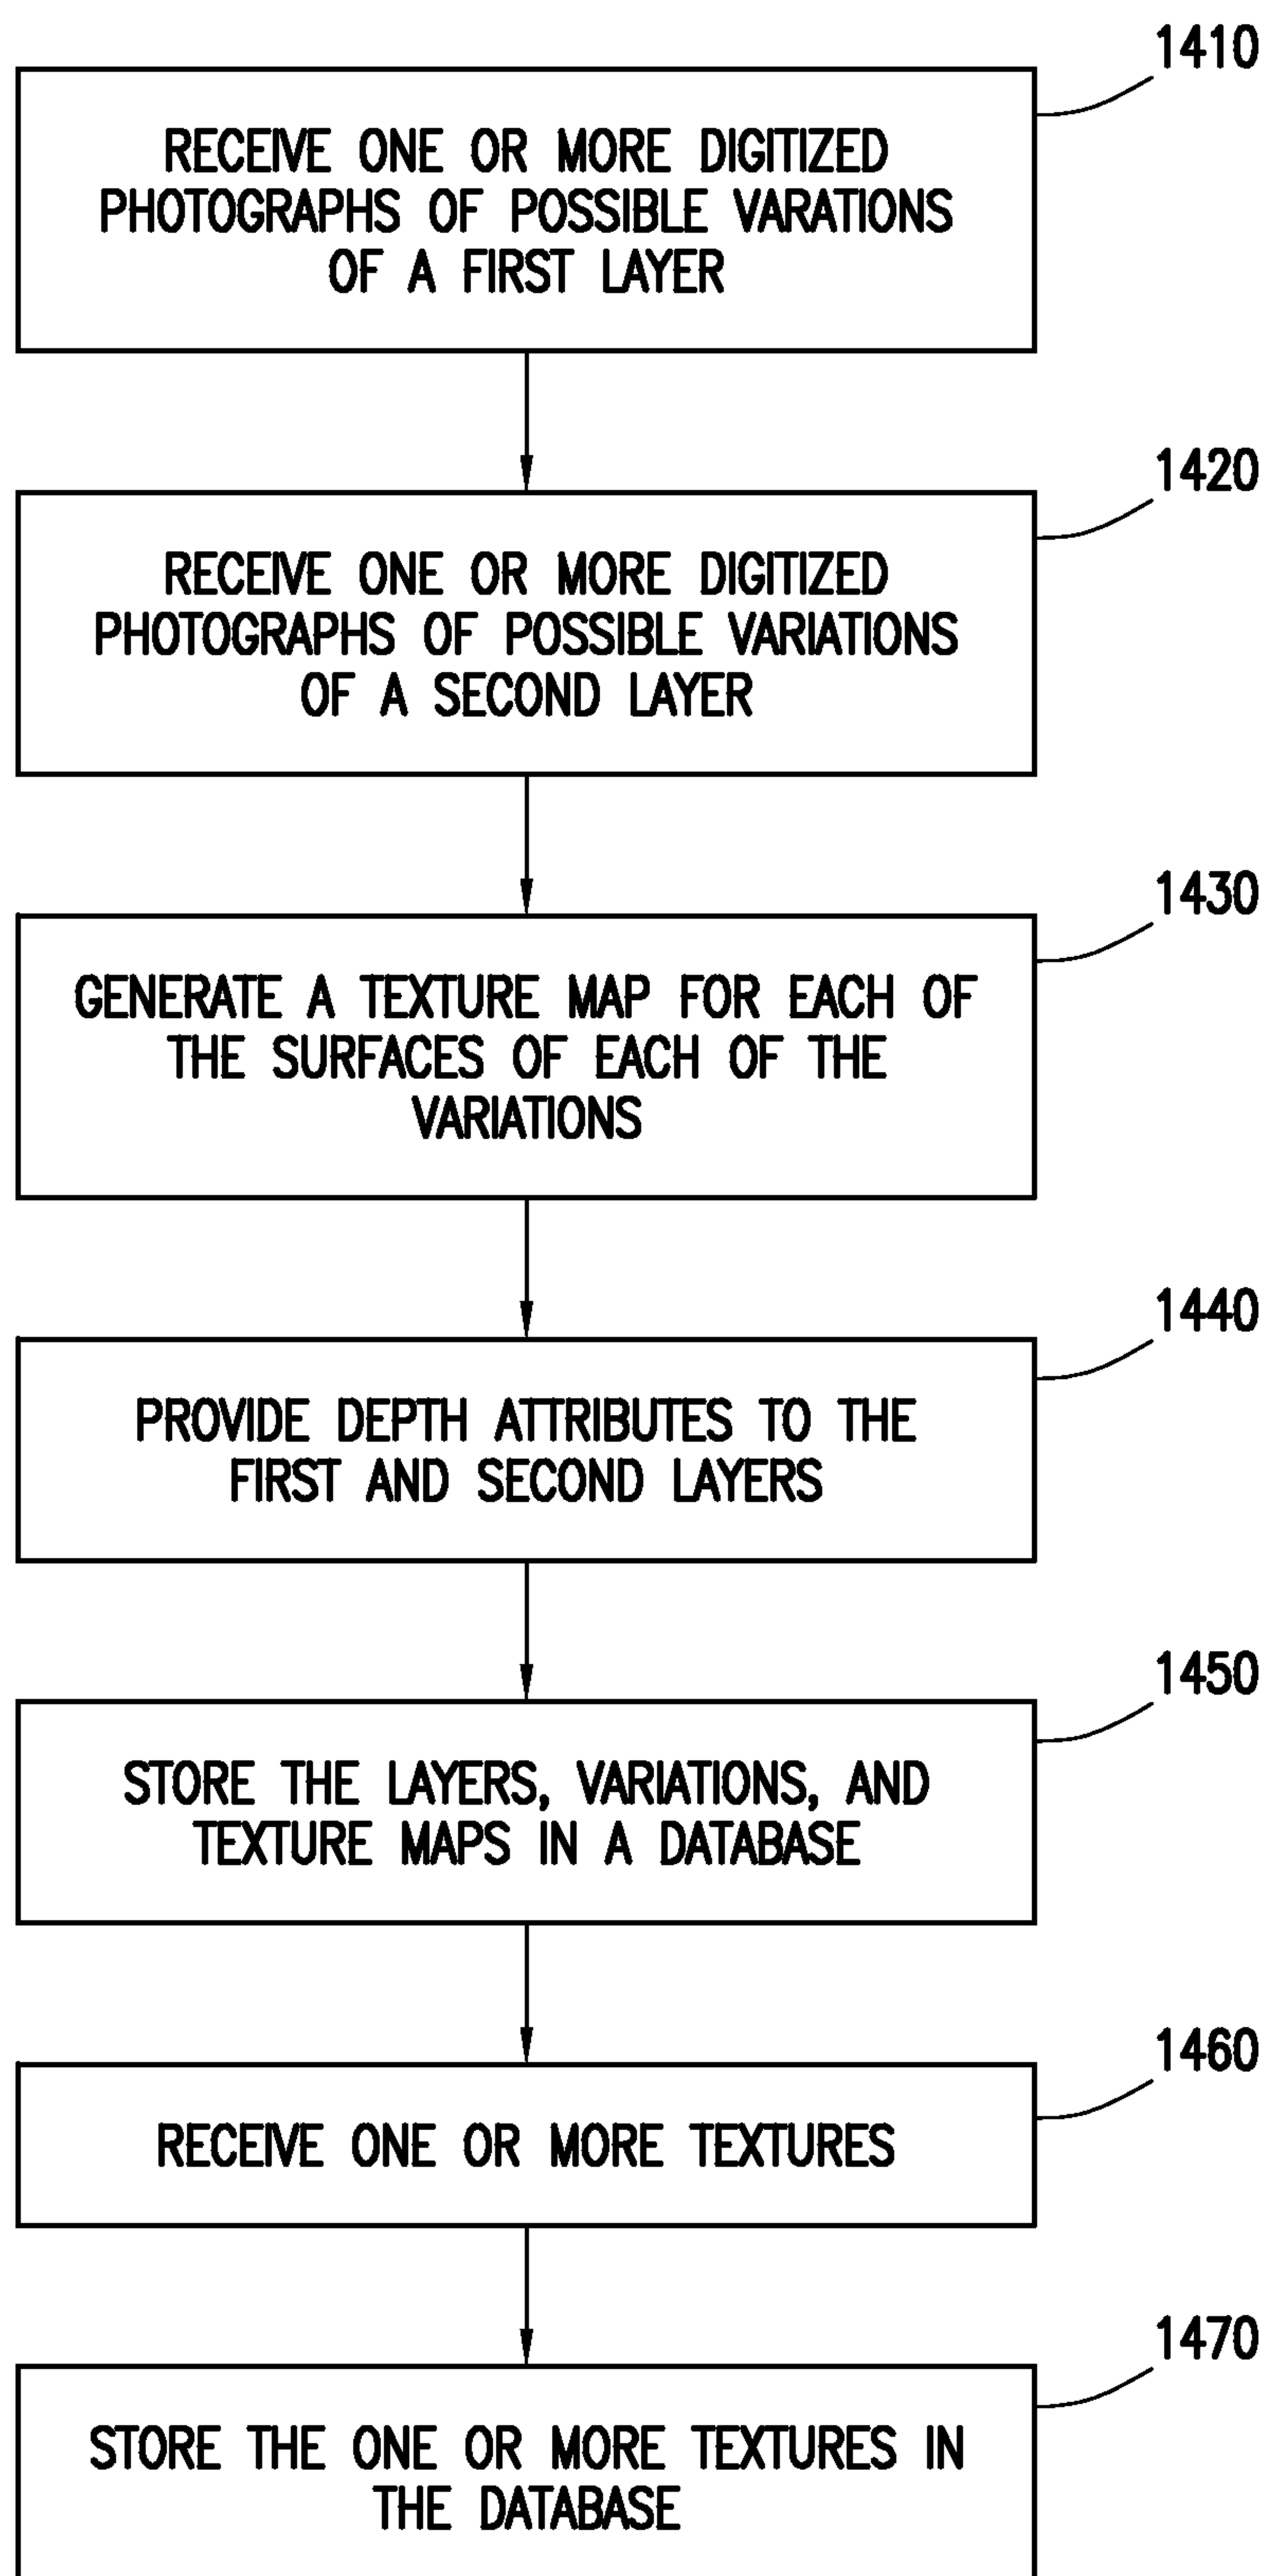 1410
RECEIVE ONE OR MORE DIGITIZED
PHOTOGRAPHS OF POSSIBLE VARATIONS
OF A FIRST LAYER
1420
RECEIVE ONE OR MORE DIGITIZED
PHOTOGRAPHS OF POSSIBLE VARIATIONS
OF A SECOND LAYER
1430
GENERATE A TEXTURE MAP FOR EACH OF
THE SURFACES OF EACH OF THE
VARIATIONS
1440
PROVIDE DEPTH ATTRIBUTES TO THE
FIRST AND SECOND LAYERS
1450
STORE THE LAYERS, VARIATIONS, AND
TEXTURE MAPS IN A DATABASE
1460
RECEIVE ONE OR MORE TEXTURES
1470
STORE THE ONE OR MORE TEXTURES IN
THE DATABASE